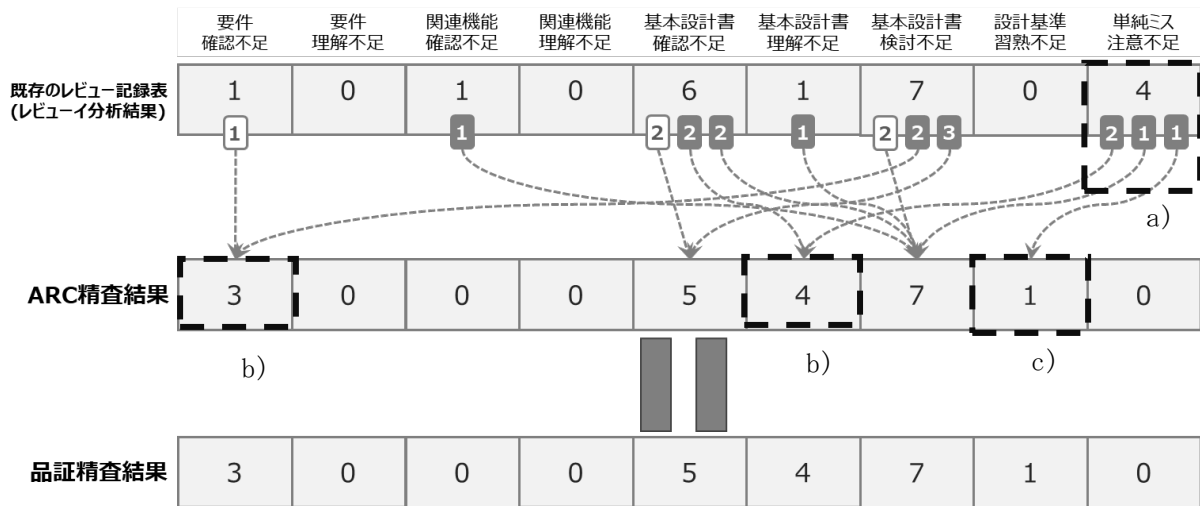 要件 要件 関連機能 関連機能 基本設計書 基本設計書 基本設計書 設計基準 単純ミス
確認不足 理解不足 確認不足 理解不足 確認不足 理解不足 検討不足 習熟不足 注意不足
既存のレビュー記録表
(レビューイ分析結果)
1 0 1 0 6 1 7 0 4
1 1 2 2 2 1 2 2 3 2 1 1
a)
ARC精査結果 3 0 0 0 5 4 7 1 0
b) b) c)
品証精査結果 3 0 0 0 5 4 7 1 0